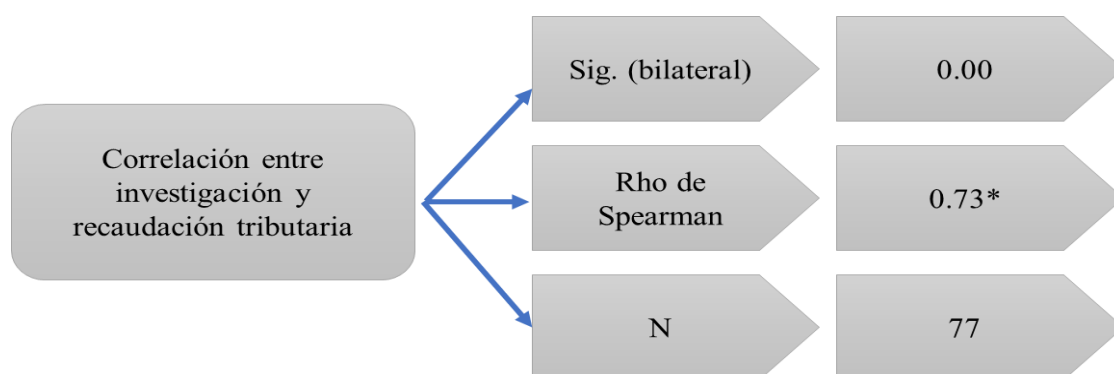 Correlación entre
investigación y
recaudación tributaria
Sig. (bilateral)
0.00
Rho de
Spearman
0.73*
N
77